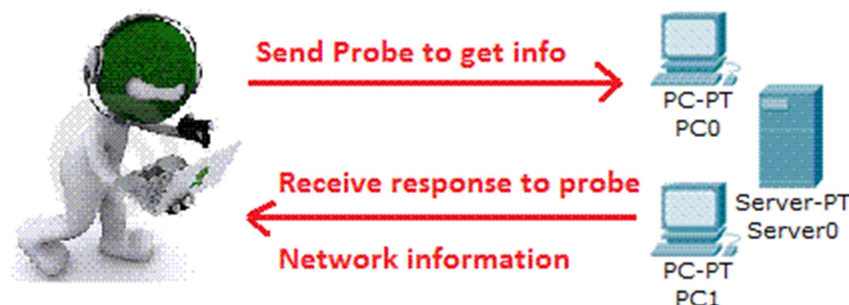 Send Probe to get info
PC-PT
PC0
Receive response to probe
Server-PT
Server0
Network information
PC-PT
PC1